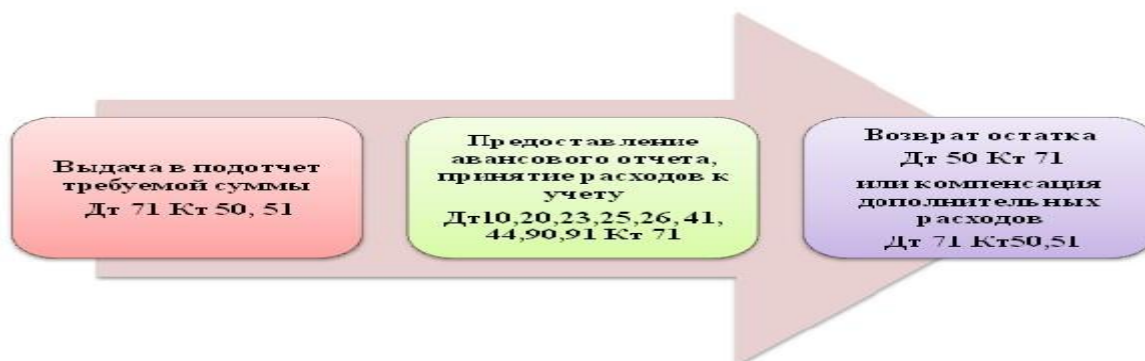 Выдача в подотчет
требуемой суммы
Дт 71 Кт 50, 51
Предоставление
авансового отчета,
принятие расходов к
учету
Дт10,20,23,25,26, 41,
44,90,91 Кт 71
Возврат остатка
Дт 50 Кт 71
или компенсация
дополнительных
расходов
Дт 71 Кт50,51